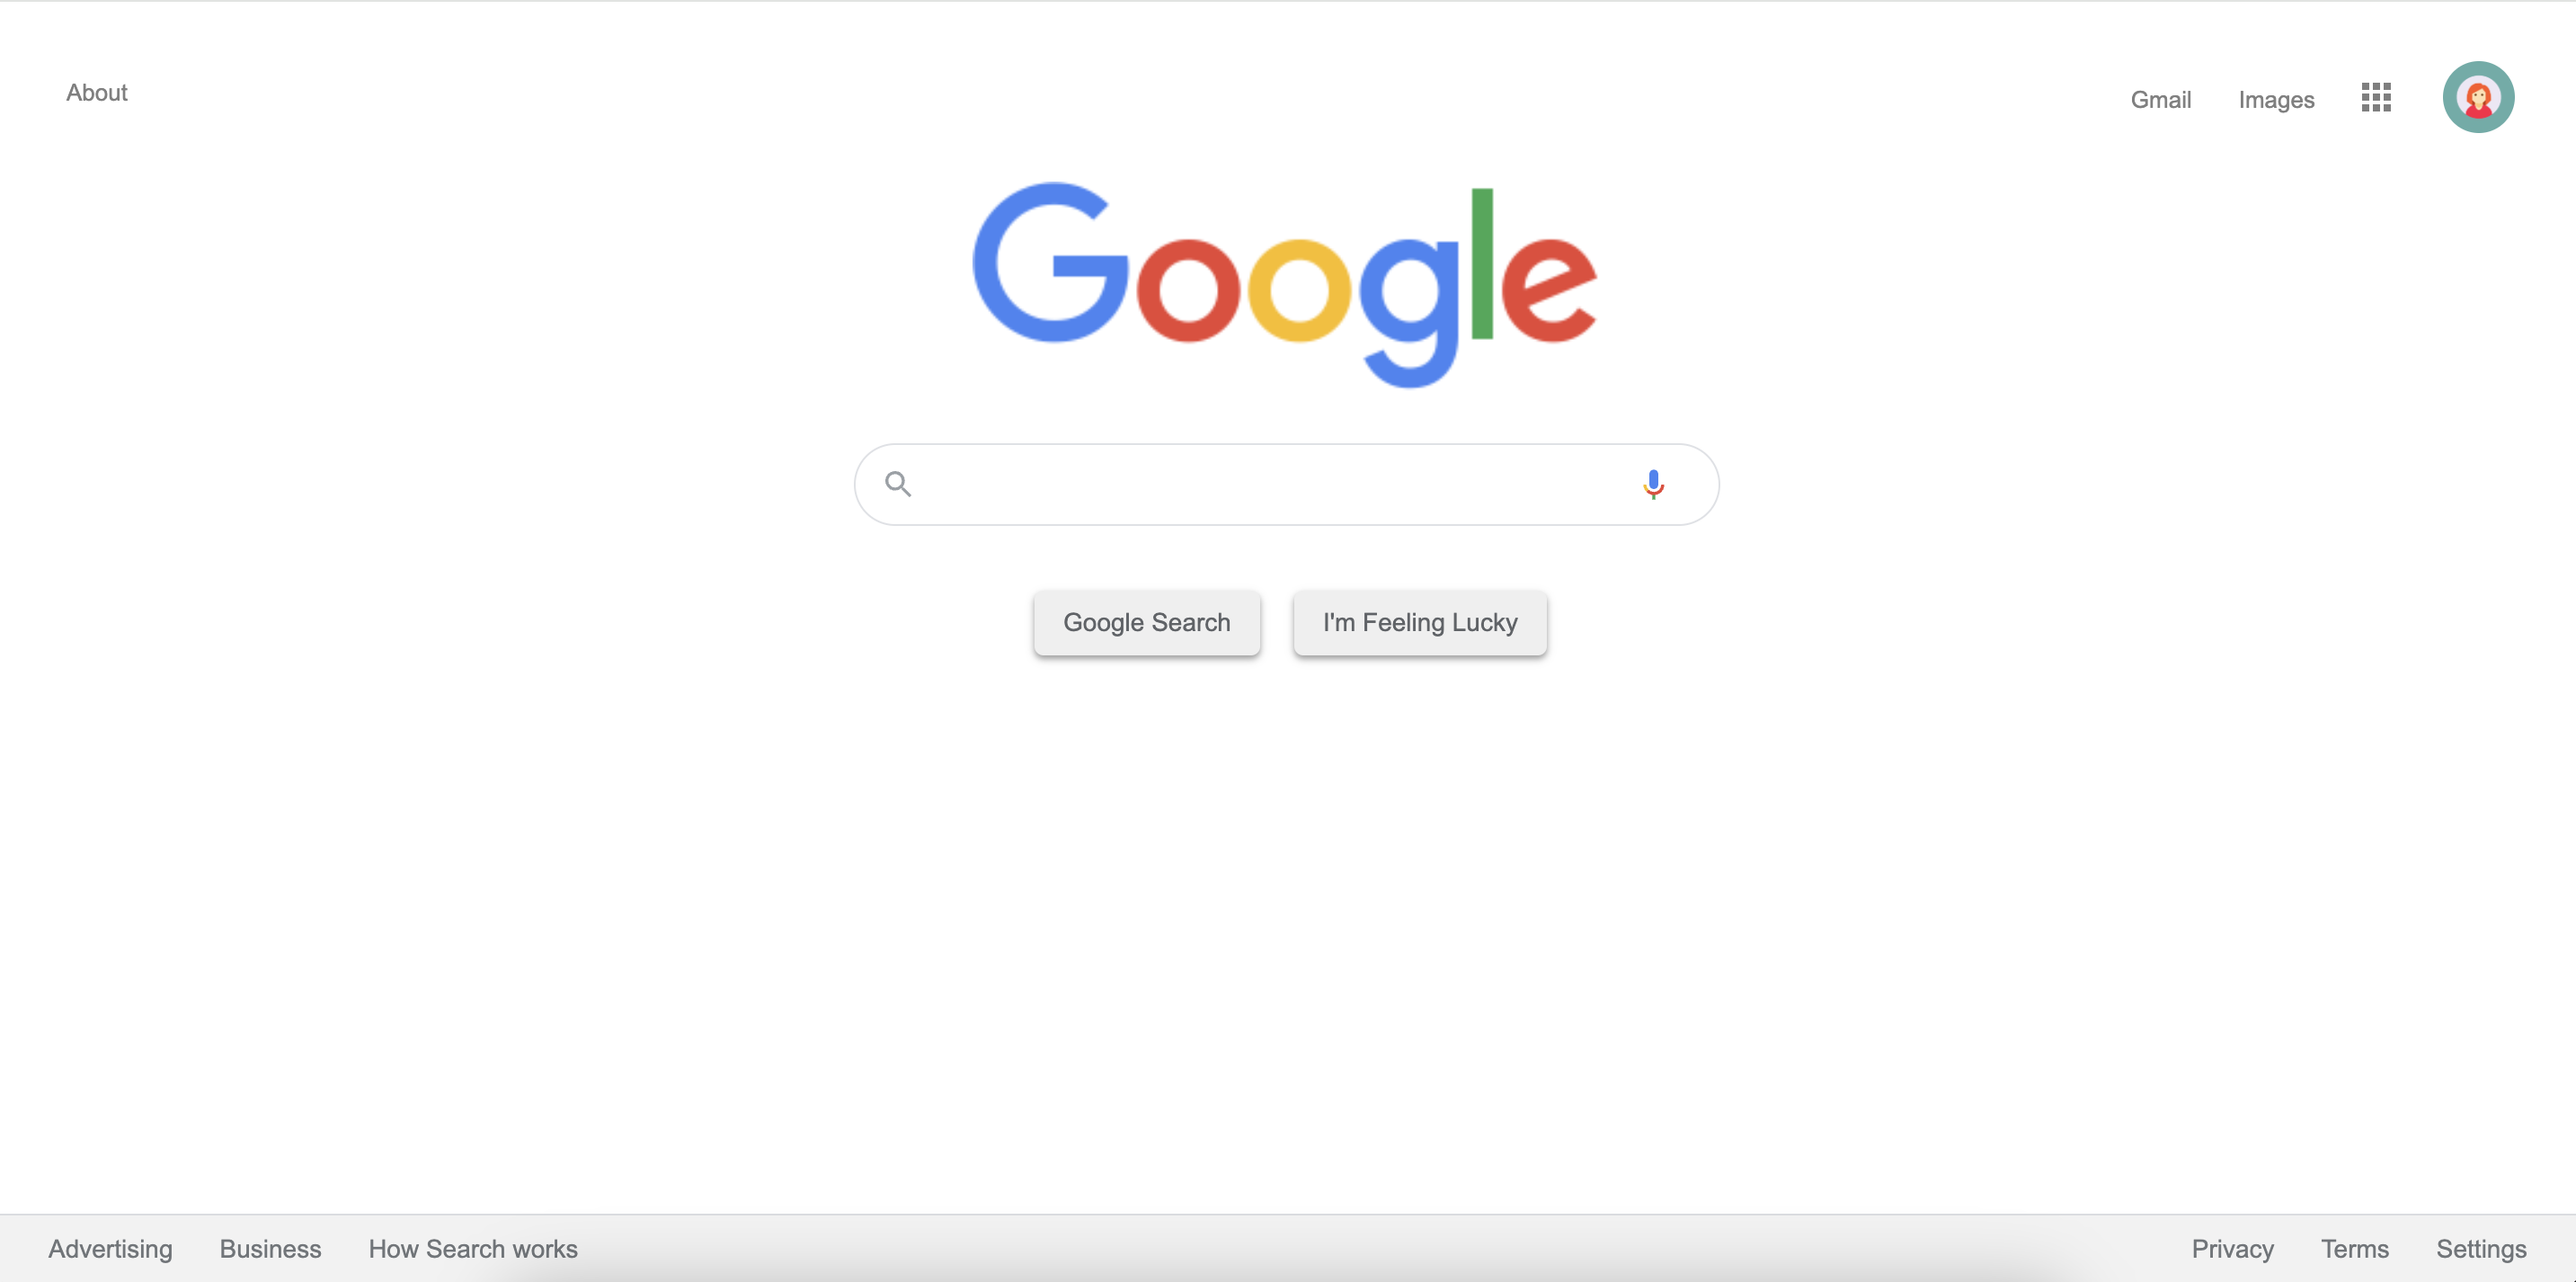 About
Gmail Images
Google
Google Search I'm Feeling Lucky
Advertising Business How Search works
Privacy Terms Settings